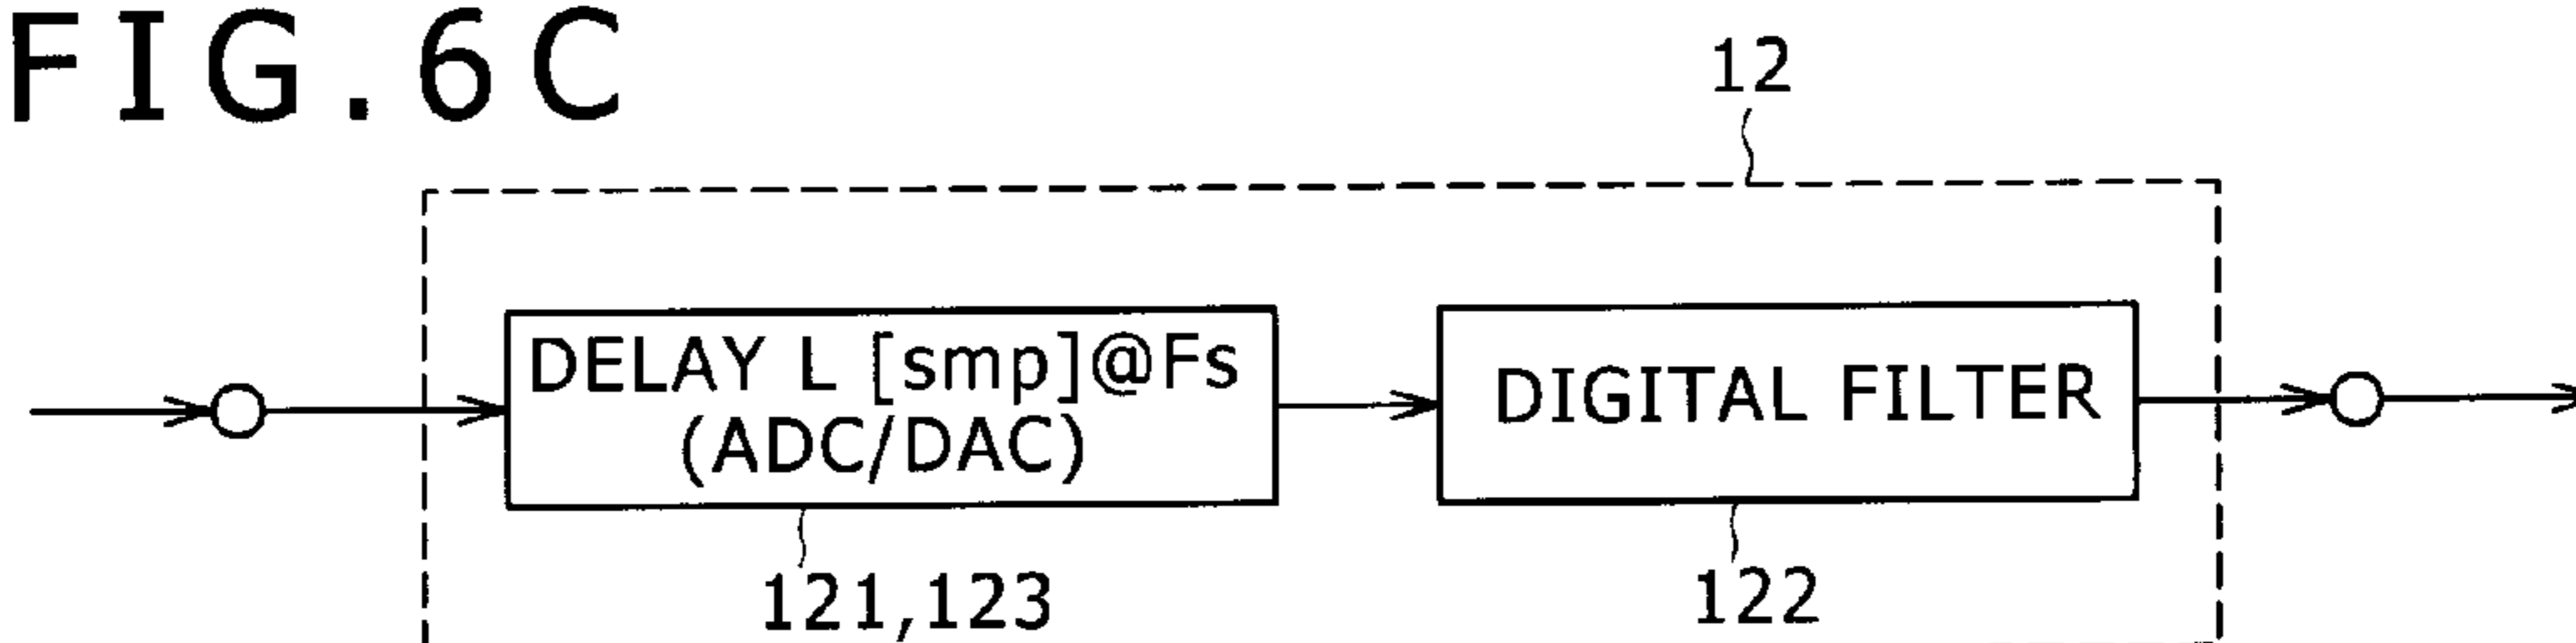 FIG.6C
12
DELAY L [smp]@Fs
(ADC/DAC)
DIGITAL FILTER
121,123
122